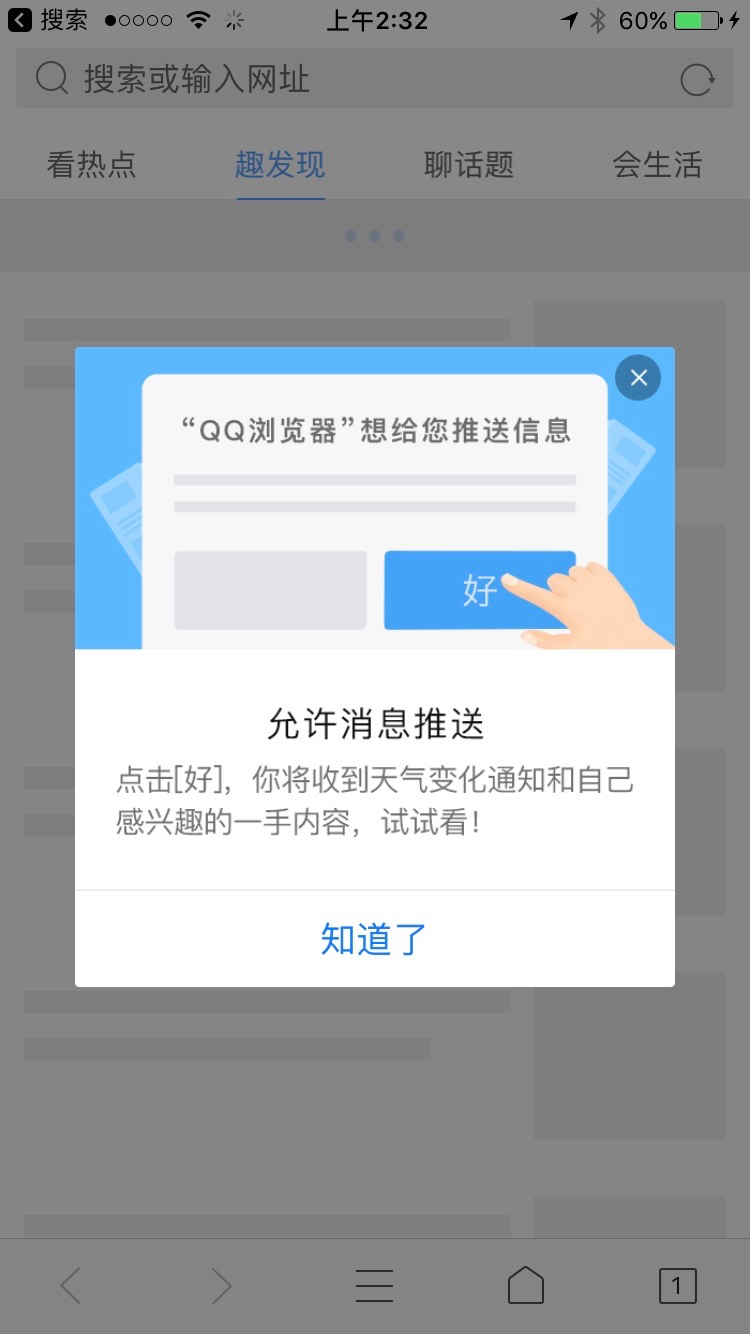 搜索 上午2:32 60%
搜索或输入网址
看热点 趣发现 聊话题 会生活
“QQ浏览器”想给您推送信息
好
允许消息推送
点击[好]，你将收到天气变化通知和自己
感兴趣的一手内容，试试看！
知道了
1